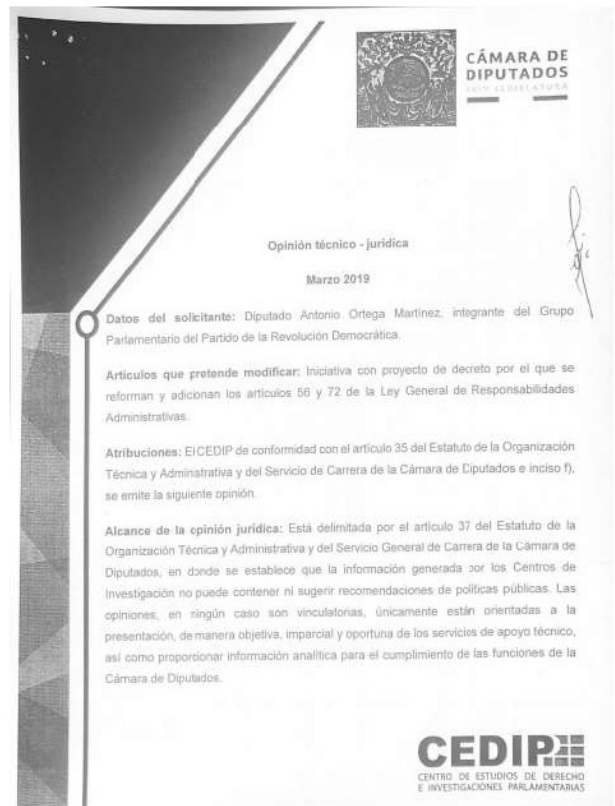 CÁMARA DE
DIPUTADOS
LXIV LEGISLATURA
Opinión técnico - jurídica
Marzo 2019
Datos del solicitante: Diputado Antonio Ortega Martínez, integrante del Grupo
Parlamentario del Partido de la Revolución Democrática.
Artículos que pretende modificar: Iniciativa con proyecto de decreto por el que se
reforman y adicionan los artículos 56 y 72 de la Ley General de Responsabilidades
Administrativas.
Atribuciones: El CEDIP de conformidad con el artículo 35 del Estatuto de la Organización
Técnica y Administrativa y del Servicio de Carrera de la Cámara de Diputados e inciso f),
se emite la siguiente opinión.
Alcance de la opinión jurídica: Está delimitada por el artículo 37 del Estatuto de la
Organización Técnica y Administrativa y del Servicio General de Carrera de la Cámara de
Diputados, en donde se establece que la información generada por los Centros de
Investigación no puede contener ni sugerir recomendaciones de políticas públicas. Las
opiniones, en ningún caso son vinculatorias, únicamente están orientadas a la
presentación, de manera objetiva, imparcial y oportuna de los servicios de apoyo técnico,
así como proporcionar información analítica para el cumplimiento de las funciones de la
Cámara de Diputados.
CEDIP
CENTRO DE ESTUDIOS DE DERECHO
E INVESTIGACIONES PARLAMENTARIAS